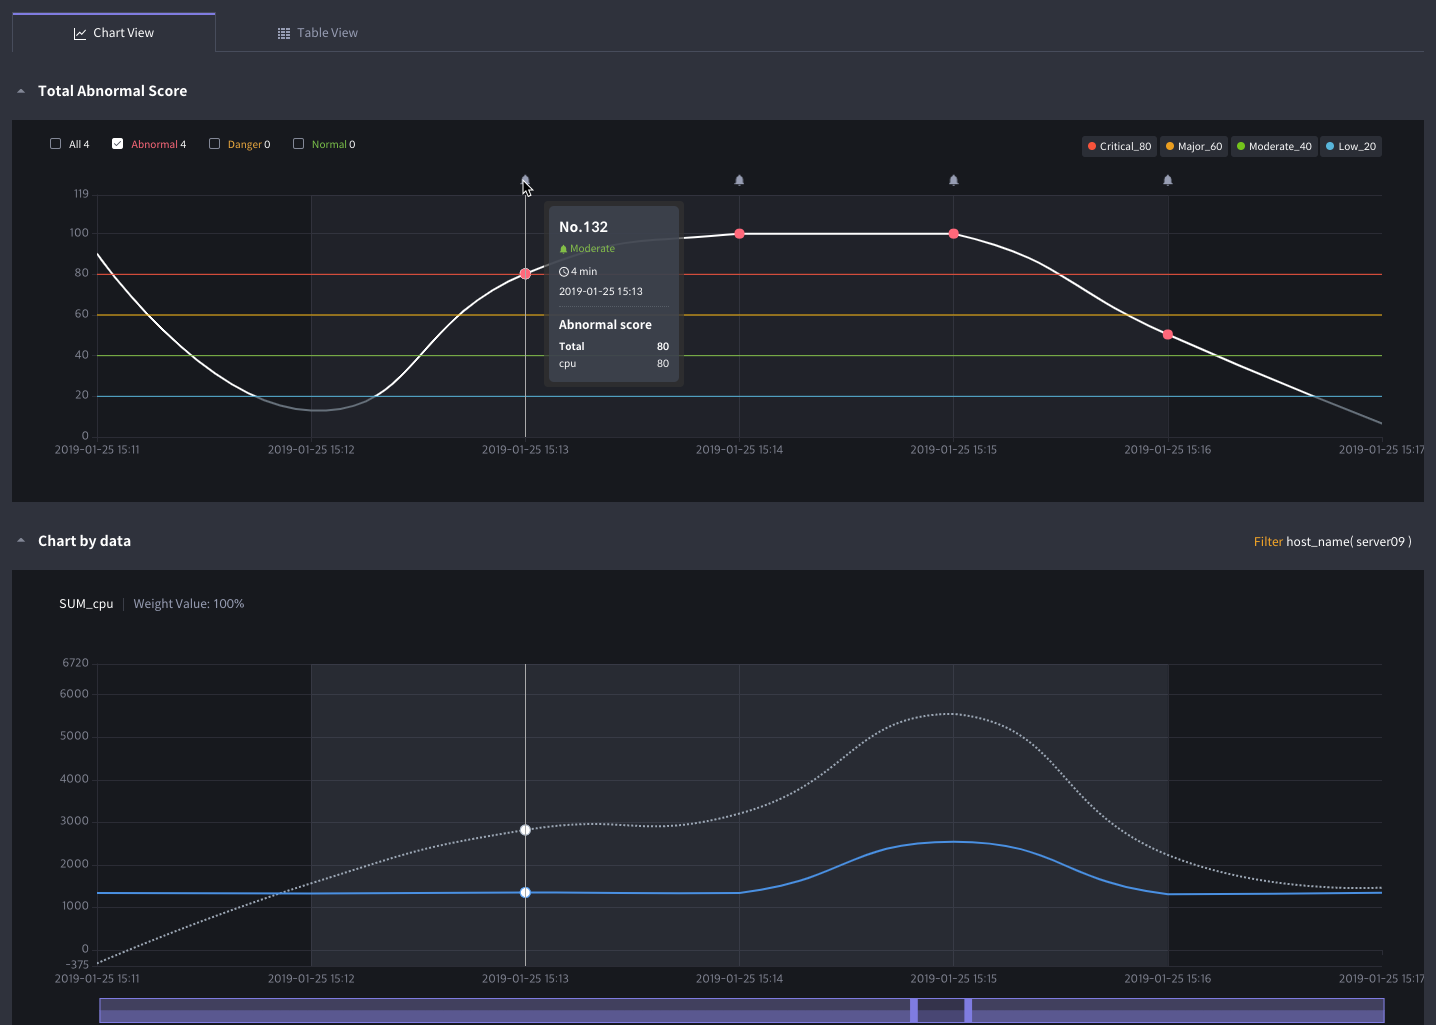 Chart View
Table View
Total Abnormal Score
All 4
Abnormal 4
Danger 0
Normal 0
Critical_80
Major_60
Moderate_40
Low_20
119
100
80
60
40
20
0
No.132
Moderate
4 min
2019-01-25 15:13
Abnormal score
Total 80
cpu 80
2019-01-25 15:11
2019-01-25 15:12
2019-01-25 15:13
2019-01-25 15:14
2019-01-25 15:15
2019-01-25 15:16
2019-01-25 15:17
Chart by data
Filter host_name( server09 )
SUM_cpu | Weight Value: 100%
6720
6000
5000
4000
3000
2000
1000
0
-375
2019-01-25 15:11
2019-01-25 15:12
2019-01-25 15:13
2019-01-25 15:14
2019-01-25 15:15
2019-01-25 15:16
2019-01-25 15:17